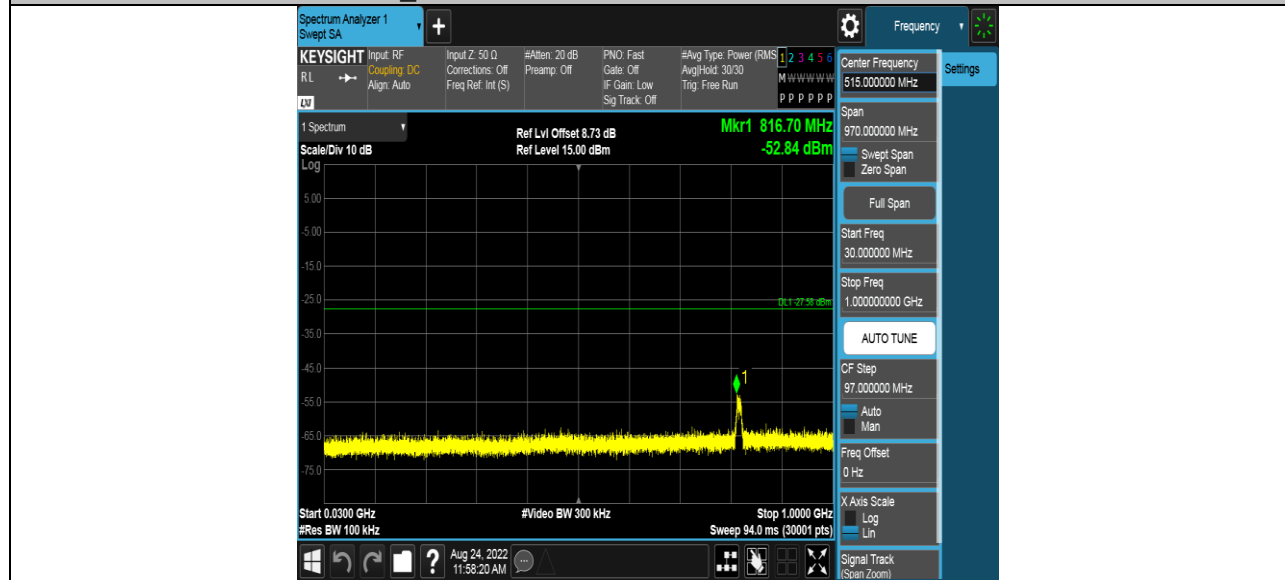 Spectrum Analyzer 1
Swept SA
+
Frequency
KEYSIGHT Input: RF
RL
Coupling: DC
Align: Auto
LXI
Input Z: 50 Ω
Corrections: Off
Freq Ref: Int (S)
#Atten: 20 dB
Preamp: Off
PNO: Fast
Gate: Off
IF Gain: Low
Sig Track: Off
#Avg Type: Power (RMS
Avg|Hold: 30/30
Trig: Free Run
1 2 3 4 5 6
M W W W W W
P P P P P P
1 Spectrum
Scale/Div 10 dB
Ref Lvl Offset 8.73 dB
Ref Level 15.00 dBm
Mkr1 816.70 MHz
-52.84 dBm
Log
5.00
-5.00
-15.0
-25.0
DL1 -27.58 dBm
-35.0
-45.0
1
-55.0
-65.0
-75.0
Start 0.0300 GHz
#Res BW 100 kHz
#Video BW 300 kHz
Stop 1.0000 GHz
Sweep 94.0 ms (30001 pts)
Center Frequency
515.000000 MHz
Settings
Span
970.000000 MHz
Swept Span
Zero Span
Full Span
Start Freq
30.000000 MHz
Stop Freq
1.000000000 GHz
AUTO TUNE
CF Step
97.000000 MHz
Auto
Man
Freq Offset
0 Hz
X Axis Scale
Log
Lin
Signal Track
(Span Zoom)
?
Aug 24, 2022
11:58:20 AM